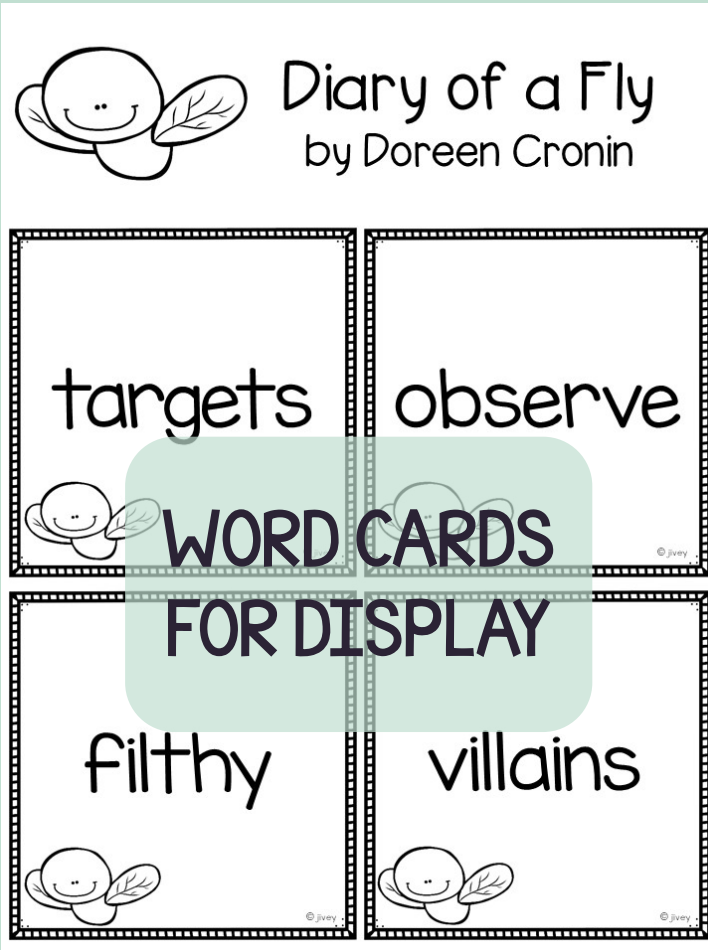 Diary of a Fly
by Doreen Cronin
targets
observe
© jivey
WORD CARDS
FOR DISPLAY
filthy
villains
© jivey
© jivey